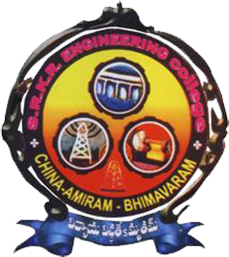 S.R.K.R. ENGINEERING COLLEGE
CHINA-AMIRAM - BHIMAVARAM